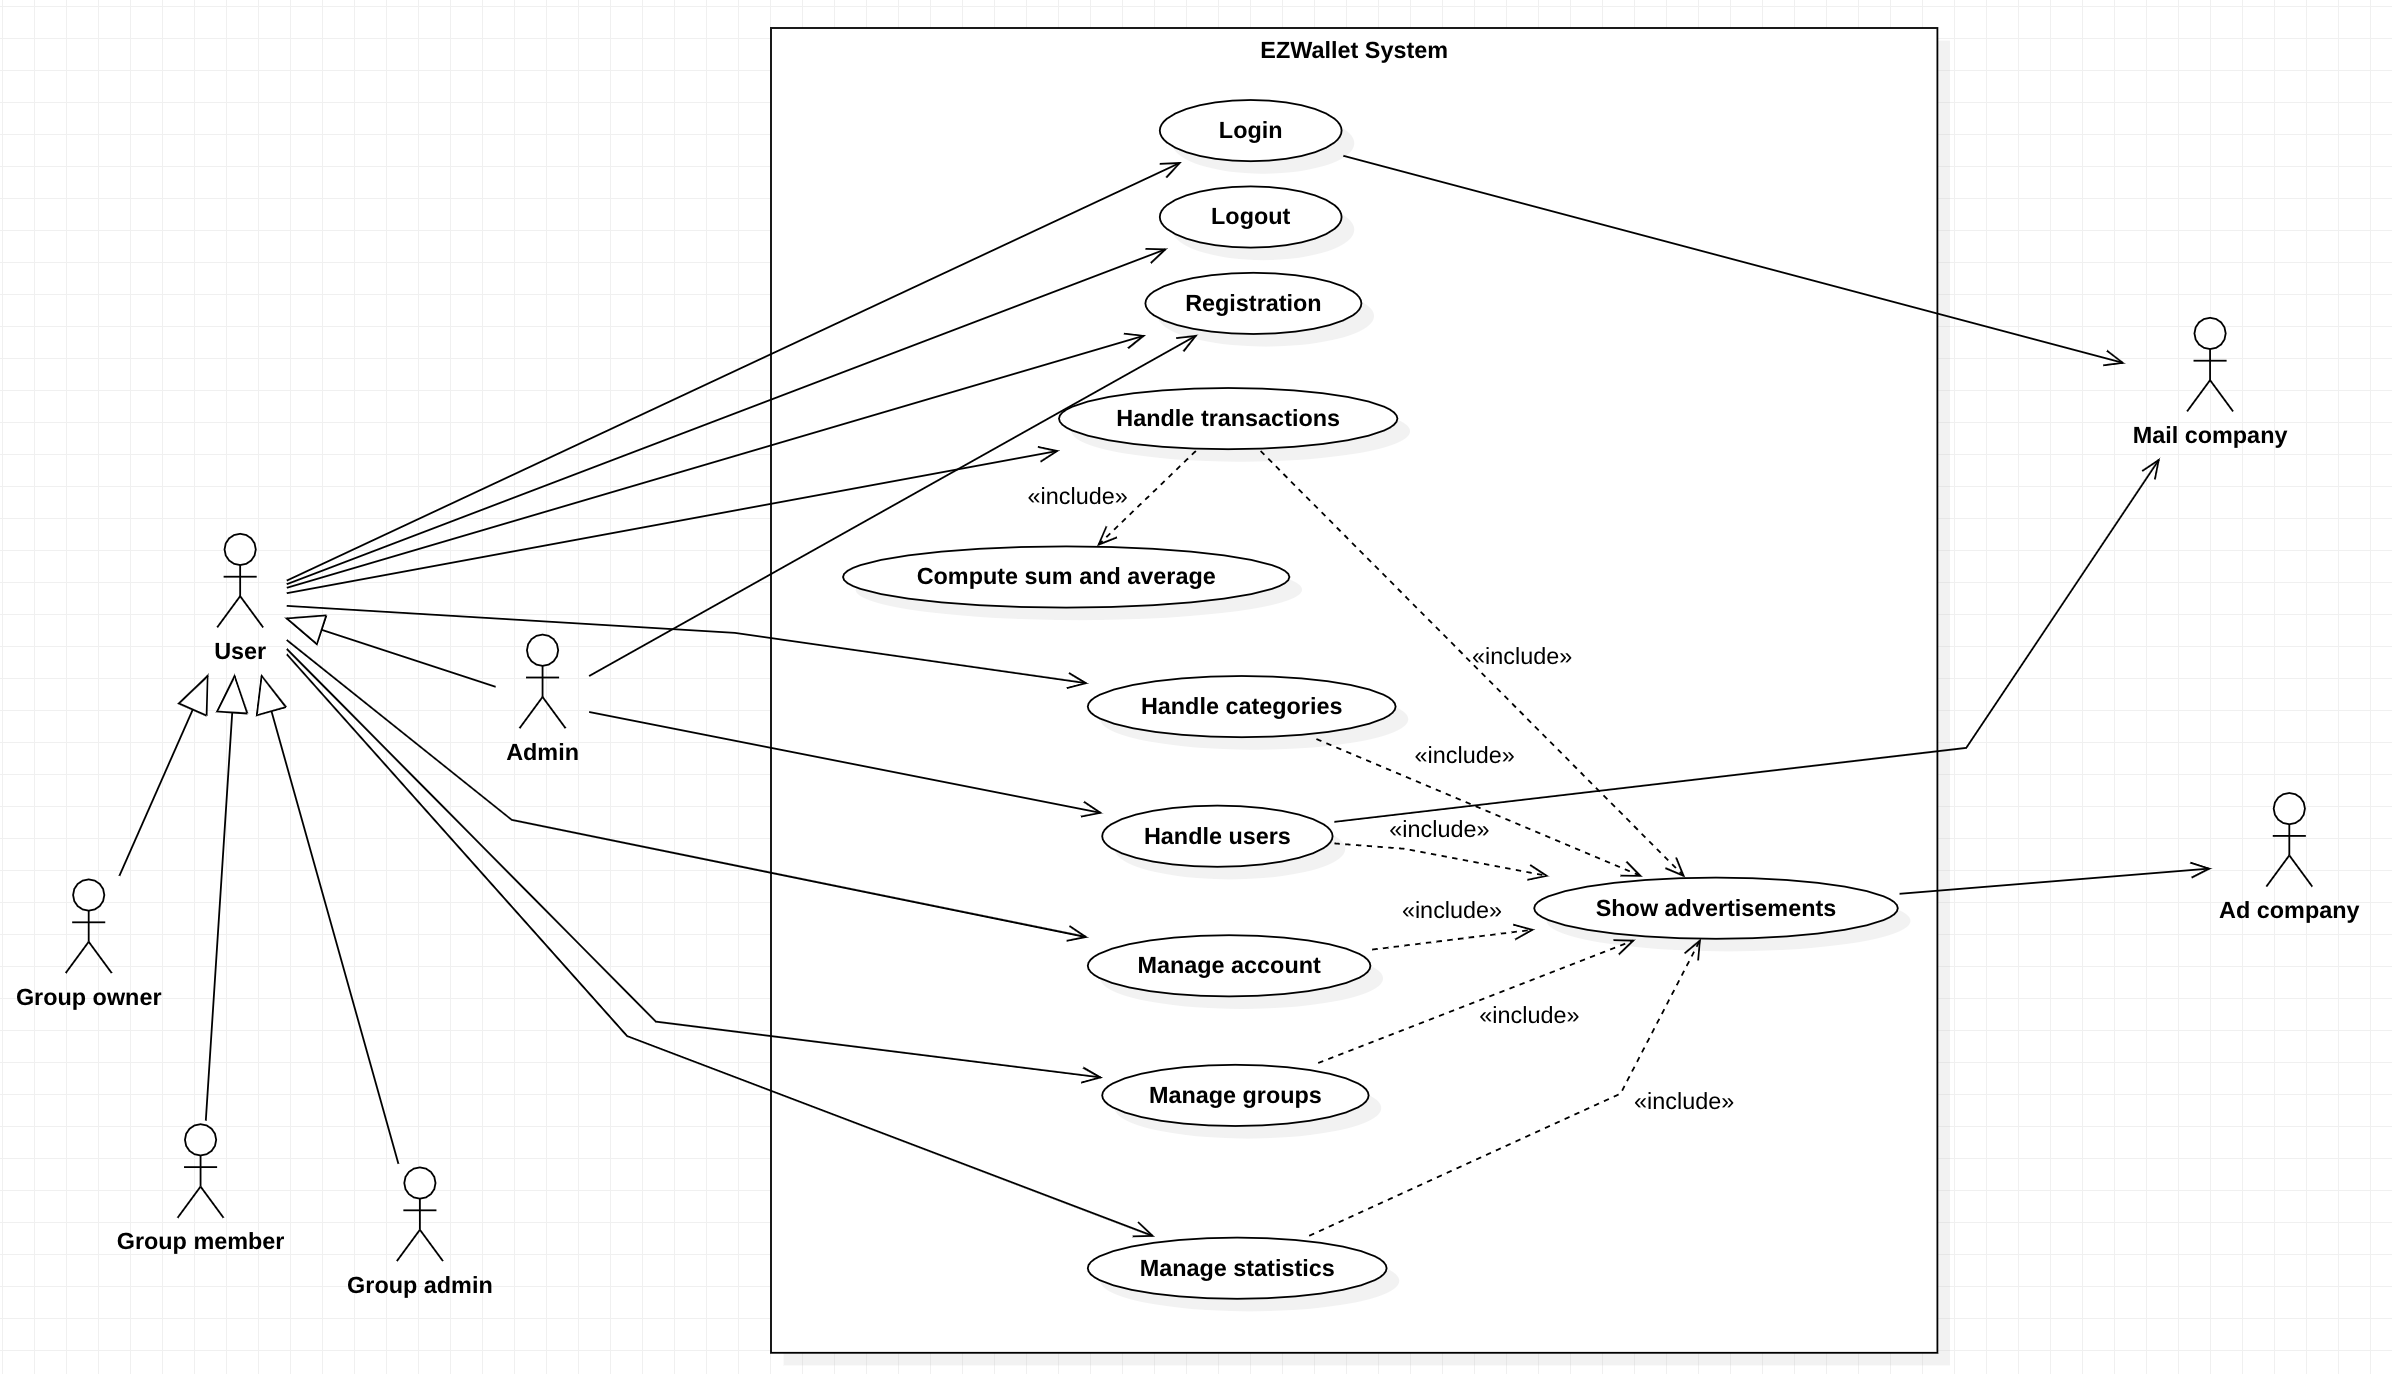 EZWallet System
Login
Logout
Registration
Handle transactions
Mail company
«include»
Compute sum and average
User
«include»
Handle categories
Admin
«include»
«include»
Handle users
Show advertisements
«include»
Ad company
Manage account
Group owner
«include»
Manage groups
«include»
Group member
Manage statistics
Group admin